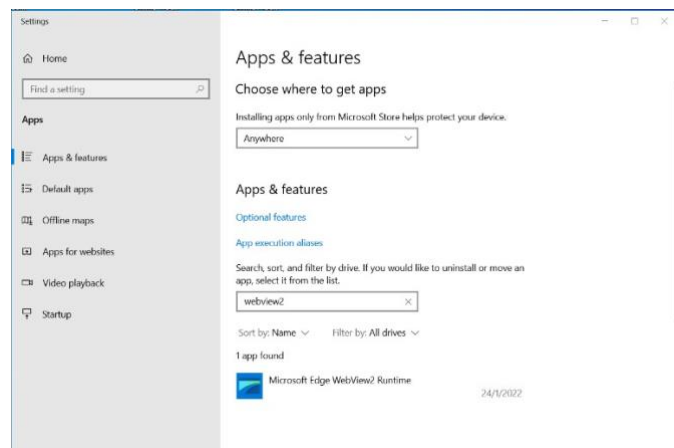 Settings
Home
Find a setting
Apps
Apps & features
Default apps
Offline maps
Apps for websites
Video playback
Startup
Apps & features
Choose where to get apps
Installing apps only from Microsoft Store helps protect your device.
Anywhere
Apps & features
Optional features
App execution aliases
Search, sort, and filter by drive. If you would like to uninstall or move an
app, select it from the list.
webview2
Sort by: Name Filter by: All drives
1 app found
Microsoft Edge WebView2 Runtime
24/1/2022